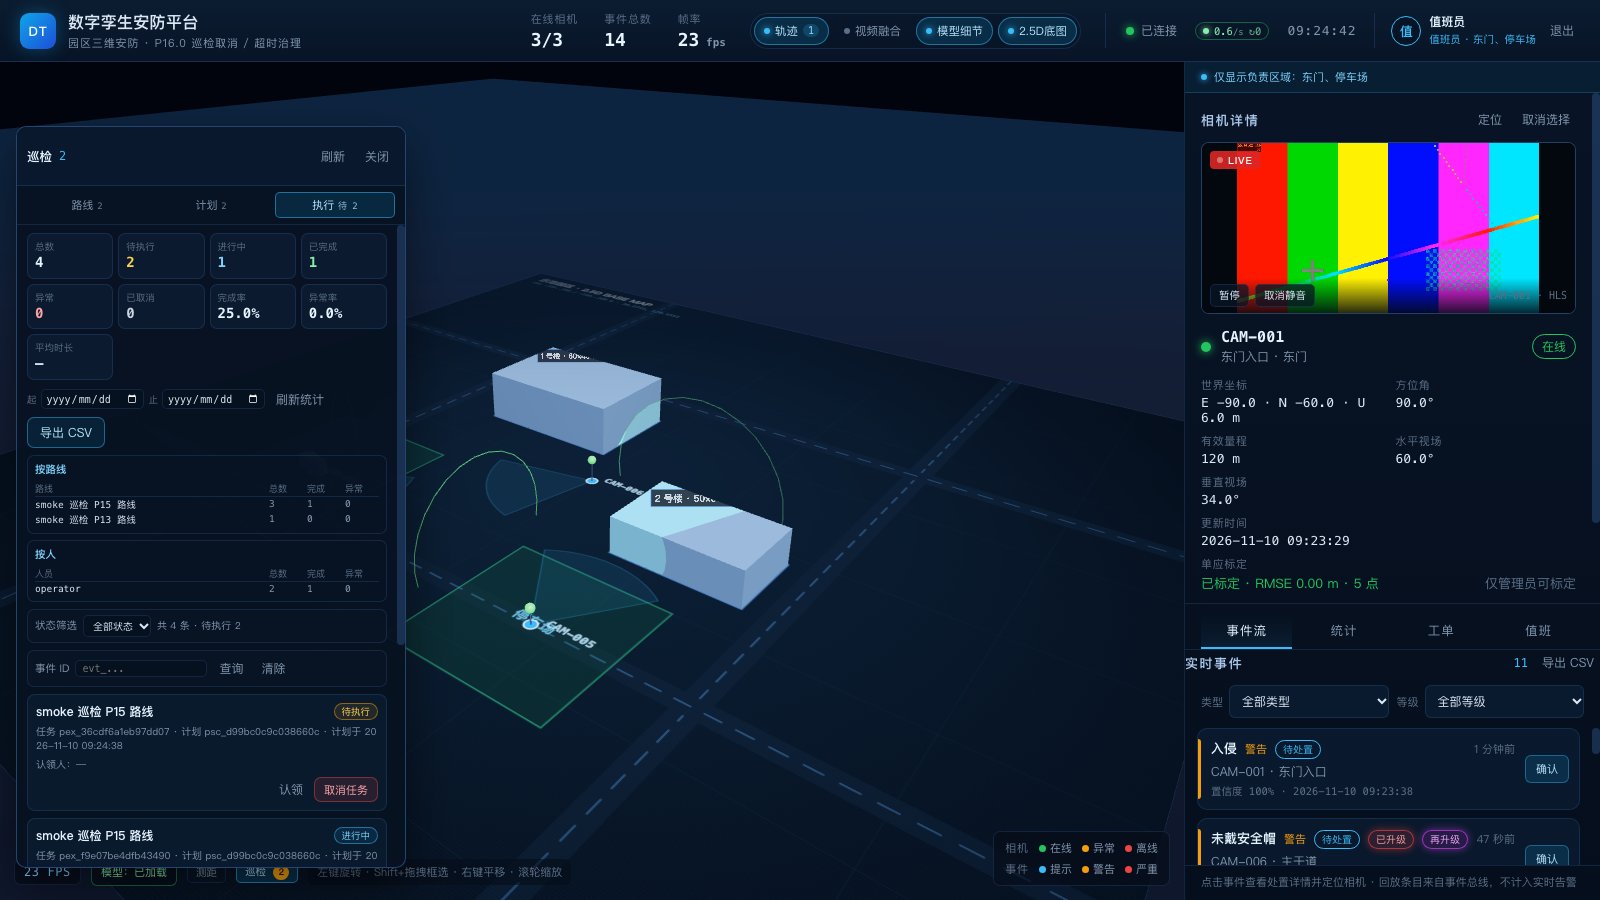 DT
数字孪生安防平台
园区三维安防 · P16.0 巡检取消 / 超时治理
在线相机
3/3
事件总数
14
帧率
23 fps
轨迹 1
视频融合
模型细节
2.5D底图
已连接
0.6/s ↻0
09:24:42
值
值班员
值班员 · 东门、停车场
退出
巡检 2
刷新
关闭
路线 2
计划 2
执行 待 2
总数
4
待执行
2
进行中
1
已完成
1
异常
0
已取消
0
完成率
25.0%
异常率
0.0%
平均时长
—
起 yyyy/mm/dd 止 yyyy/mm/dd 刷新统计
导出 CSV
按路线
路线 总数 完成 异常
smoke 巡检 P15 路线 3 1 0
smoke 巡检 P13 路线 1 0 0
按人
人员 总数 完成 异常
operator 2 1 0
状态筛选 全部状态 共 4 条 · 待执行 2
事件 ID evt_... 查询 清除
smoke 巡检 P15 路线 待执行
任务 pex_36cdf6a1eb97dd07 · 计划 psc_d99bc0c9c038660c · 计划于 20
26-11-10 09:24:38
认领人：—
认领 取消任务
smoke 巡检 P15 路线 进行中
任务 pex_f9e07be4dfb43490 · 计划 psc_d99bc0c9c038660c · 计划于 20
23 FPS
模型：已加载
测距
巡检 2
左键旋转 · Shift+拖拽框选 · 右键平移 · 滚轮缩放
1 号楼
CAM-006
2 号楼 · 50x
停车场
CAM-005
相机 在线 异常 离线
事件 提示 警告 严重
仅显示负责区域：东门、停车场
相机详情
定位
取消选择
LIVE
暂停
取消静音
HLS
CAM-001
东门入口 · 东门
在线
世界坐标
E -90.0 · N -60.0 · U
6.0 m
方位角
90.0°
有效量程
120 m
水平视场
60.0°
垂直视场
34.0°
更新时间
2026-11-10 09:23:29
单应标定
已标定 · RMSE 0.00 m · 5 点
仅管理员可标定
事件流
统计
工单
值班
实时事件
11
导出 CSV
类型 全部类型 等级 全部等级
入侵 警告 待处置 1 分钟前
CAM-001 · 东门入口
置信度 100% · 2026-11-10 09:23:38
确认
未戴安全帽 警告 待处置 已升级 再升级 47 秒前
CAM-006 · 主干道
确认
点击事件查看处置详情并定位相机 · 回放条目来自事件总线，不计入实时告警